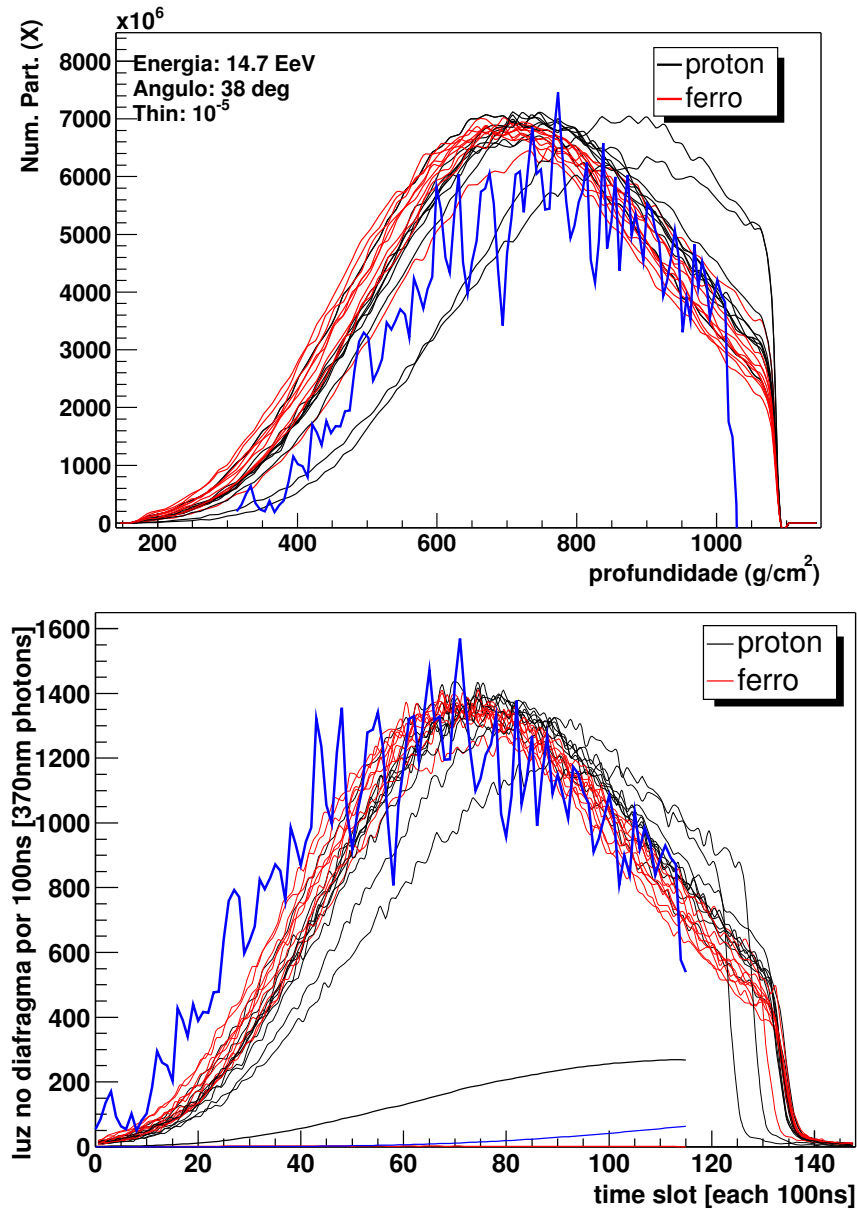 x10^6
8000
7000
6000
5000
4000
3000
2000
1000
0
Num. Part. (X)
Energia: 14.7 EeV
Angulo: 38 deg
Thin: 10^-5
proton
ferro
200 400 600 800 1000
profundidade (g/cm^2)
1600
1400
1200
1000
800
600
400
200
0
luz no diafragma por 100ns [370nm photons]
proton
ferro
0 20 40 60 80 100 120 140
time slot [each 100ns]